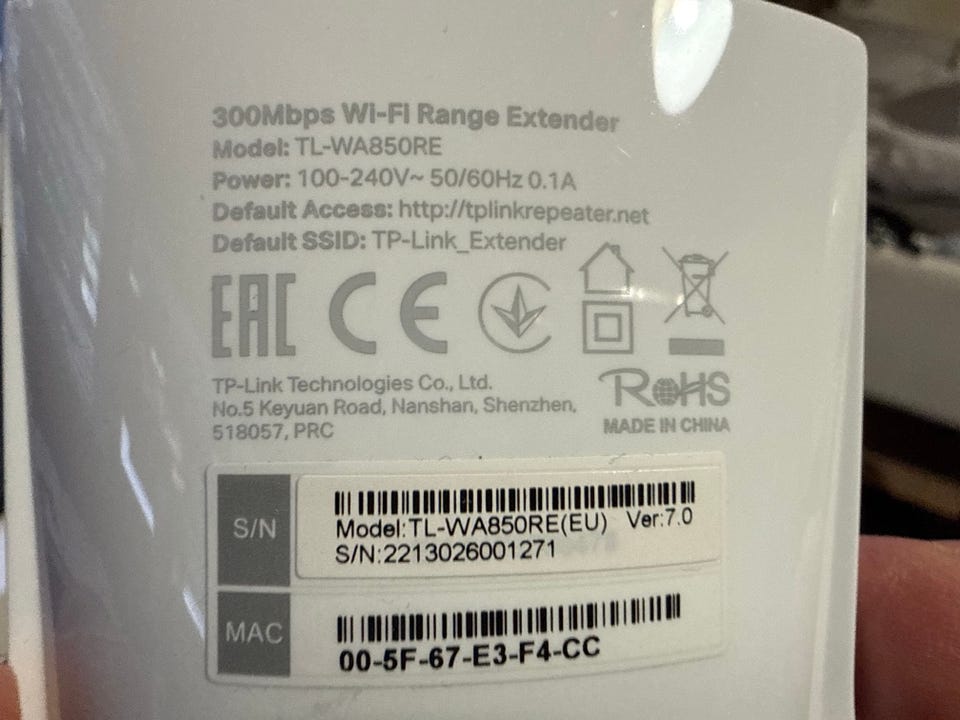 300Mbps Wi-Fi Range Extender
Model: TL-WA850RE
Power: 100-240V~ 50/60Hz 0.1A
Default Access: http://tplinkrepeater.net
Default SSID: TP-Link_Extender
EAC CE
TP-Link Technologies Co., Ltd.
No.5 Keyuan Road, Nanshan, Shenzhen,
518057, PRC
RoHS
MADE IN CHINA
S/N
Model:TL-WA850RE(EU) Ver:7.0
S/N:2213026001271
MAC
00-5F-67-E3-F4-CC